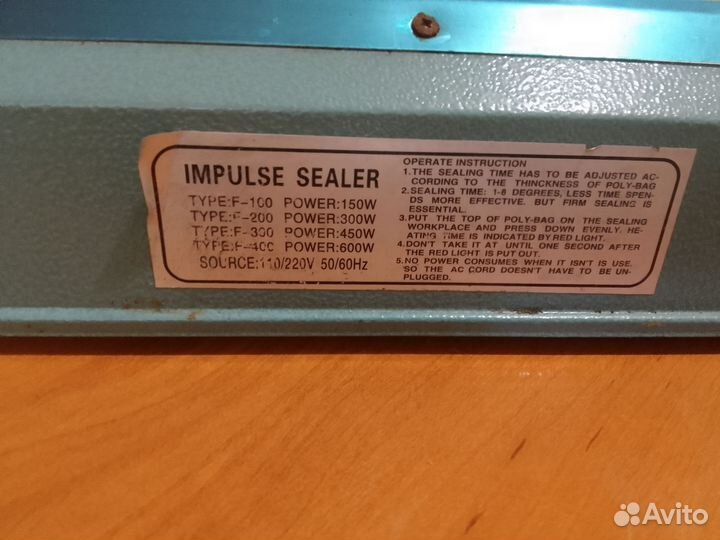 IMPULSE SEALER
TYPE:F-100 POWER:150W
TYPE:F-200 POWER:300W
TYPE:F-300 POWER:450W
TYPE:F-400 POWER:600W
SOURCE:110/220V 50/60Hz
OPERATE INSTRUCTION
1.THE SEALING TIME HAS TO BE ADJUSTED AC-
CORDING TO THE THINCKNESS OF POLY-BAG
2.SEALING TIME: 1-8 DEGREES, LESS TIME SPEN-
DS MORE EFFECTIVE. BUT FIRM SEALING IS
ESSENTIAL.
3.PUT THE TOP OF POLY-BAG ON THE SEALING
WORKPLACE AND PRESS DOWN EVENLY. HE-
ATING TIME IS INDICATED BY RED LIGHT.
4.DON'T TAKE IT AT UNTIL ONE SECOND AFTER
THE RED LIGHT IS PUT OUT.
5.NO POWER CONSUMES WHEN IT ISN'T IS USE.
SO THE AC CORD DOESN'T HAVE TO BE UN-
PLUGGED.
Avito